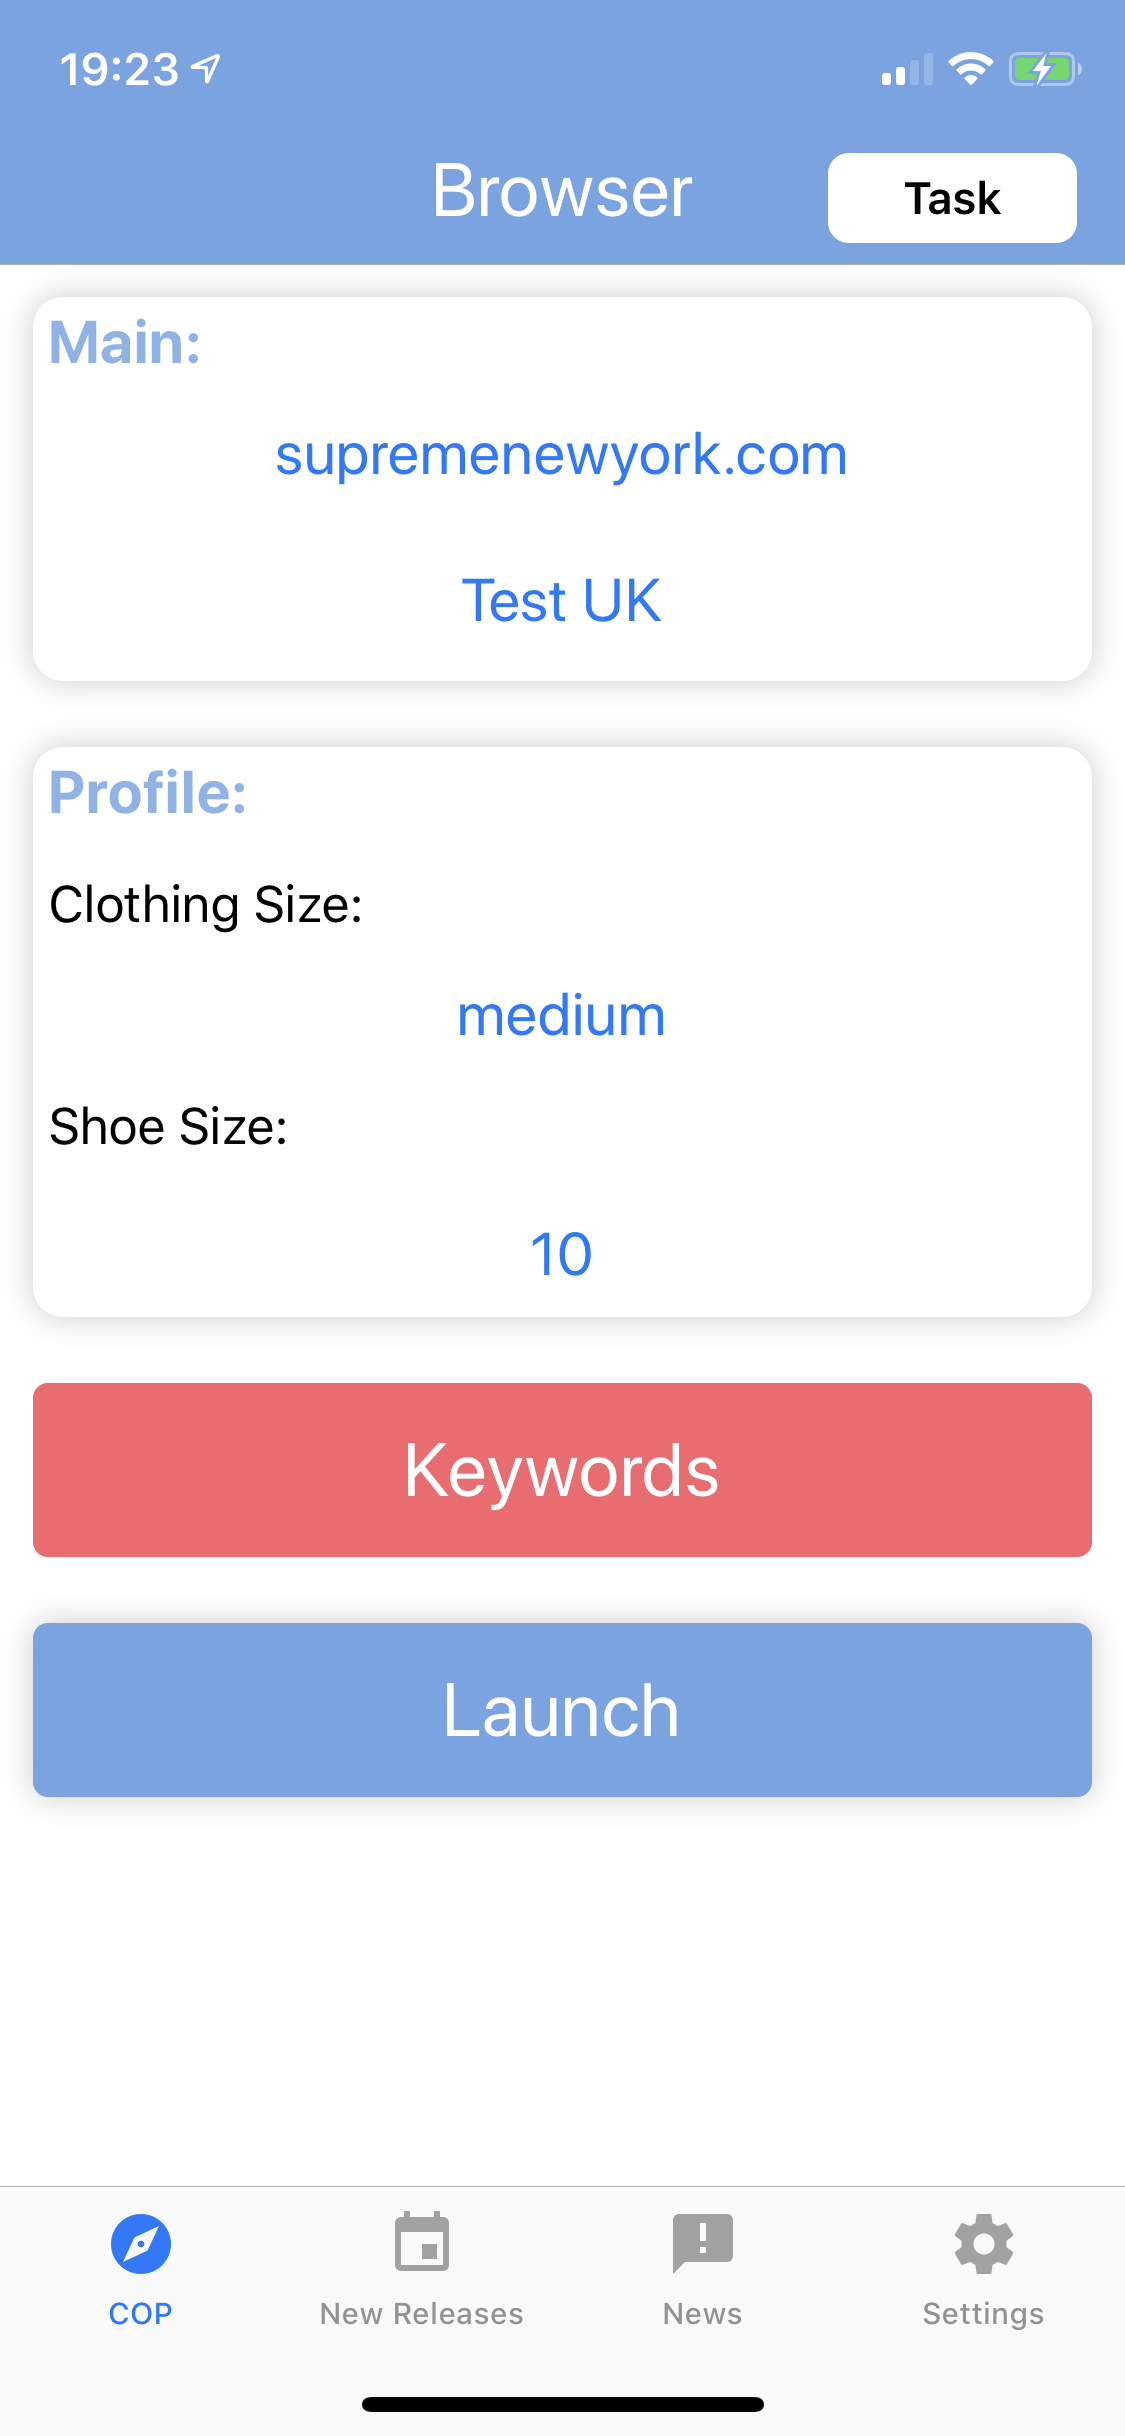 19:23
Browser
Task
Main:
supremenewyork.com
Test UK
Profile:
Clothing Size:
medium
Shoe Size:
10
Keywords
Launch
COP
New Releases
News
Settings